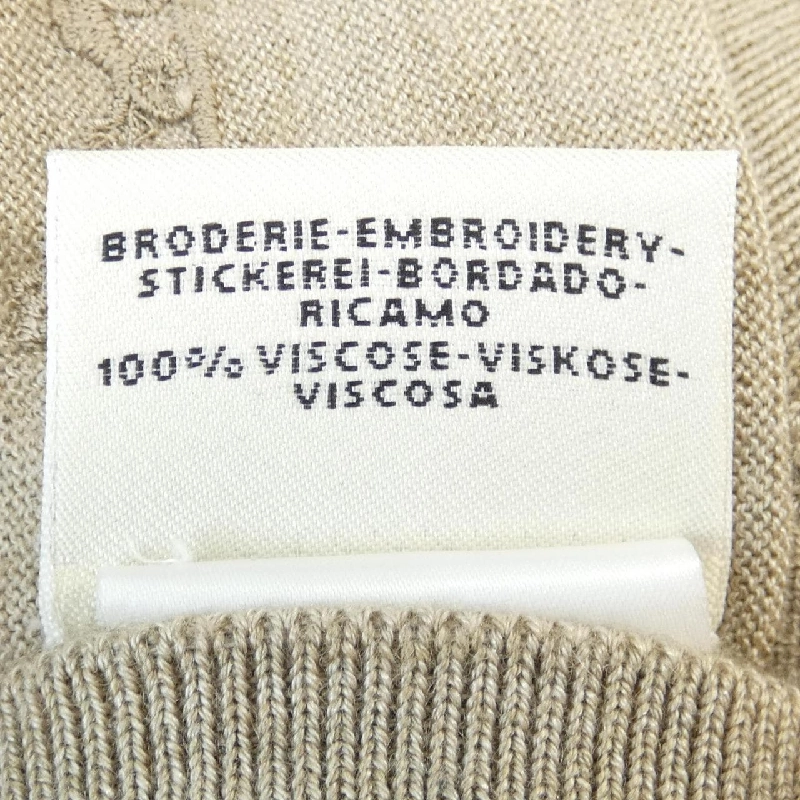 BRODERIE-EMBROIDERY-
STICKEREI-BORDADO-
RICAMO
100% VISCOSE-VISKOSE-
VISCOSA